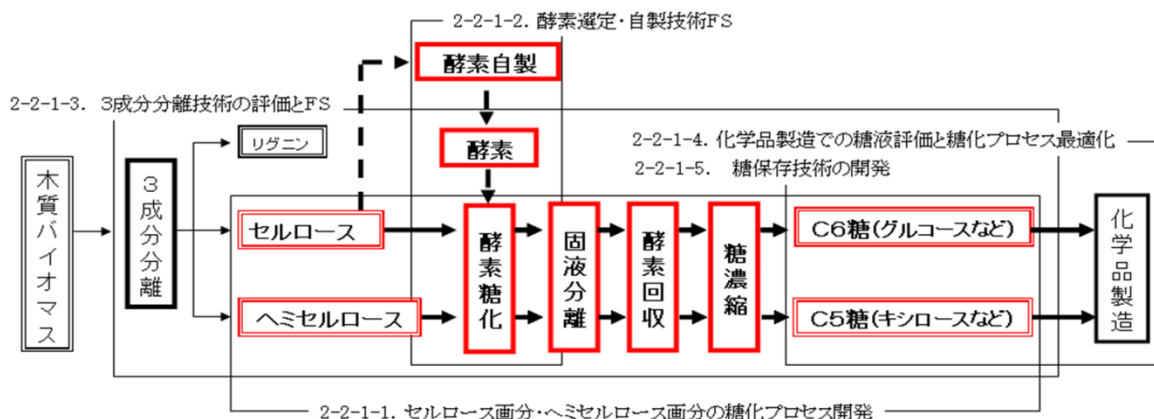 2-2-1-2. 酵素選定・自製技術FS
酵素自製
2-2-1-3. 3成分分離技術の評価とFS
リグニン
酵素
2-2-1-4. 化学品製造での糖液評価と糖化プロセス最適化
2-2-1-5. 糖保存技術の開発
木質バイオマス
3成分分離
セルロース
ヘミセルロース
酵素糖化
固液分離
酵素回収
糖濃縮
C6糖(グルコースなど)
C5糖(キシロースなど)
化学品製造
2-2-1-1. セルロース画分・ヘミセルロース画分の糖化プロセス開発